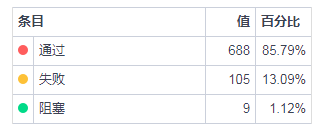 条目 值 百分比
通过 688 85.79%
失败 105 13.09%
阻塞 9 1.12%